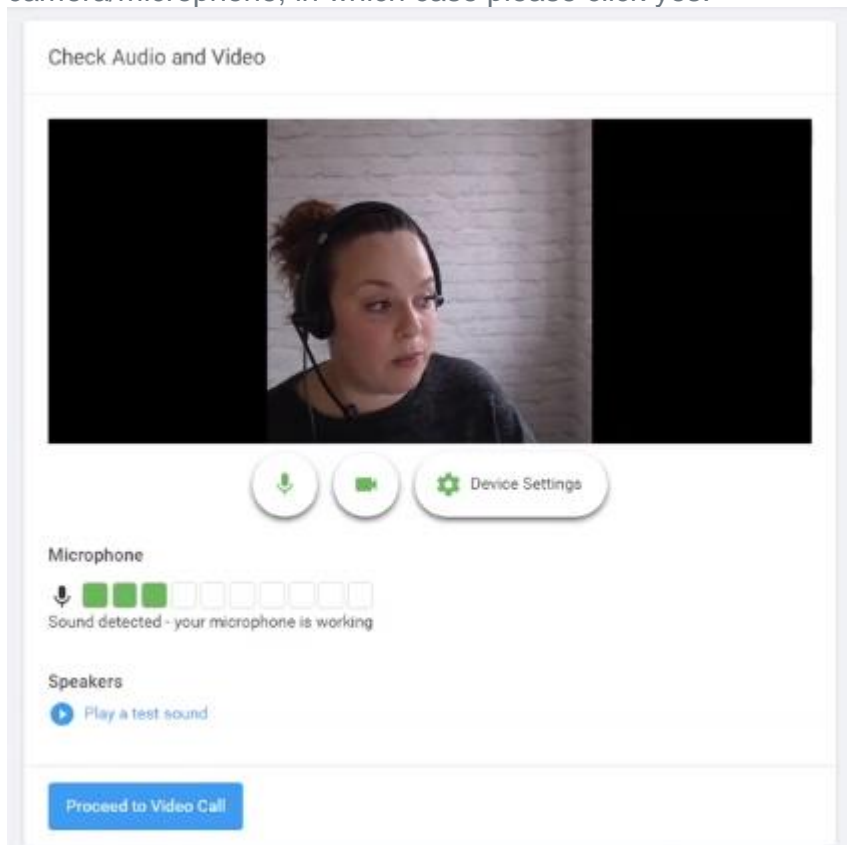 camera/microphone, in which case please click yes.
Check Audio and Video
Device Settings
Microphone
Sound detected - your microphone is working
Speakers
Play a test sound
Proceed to Video Call